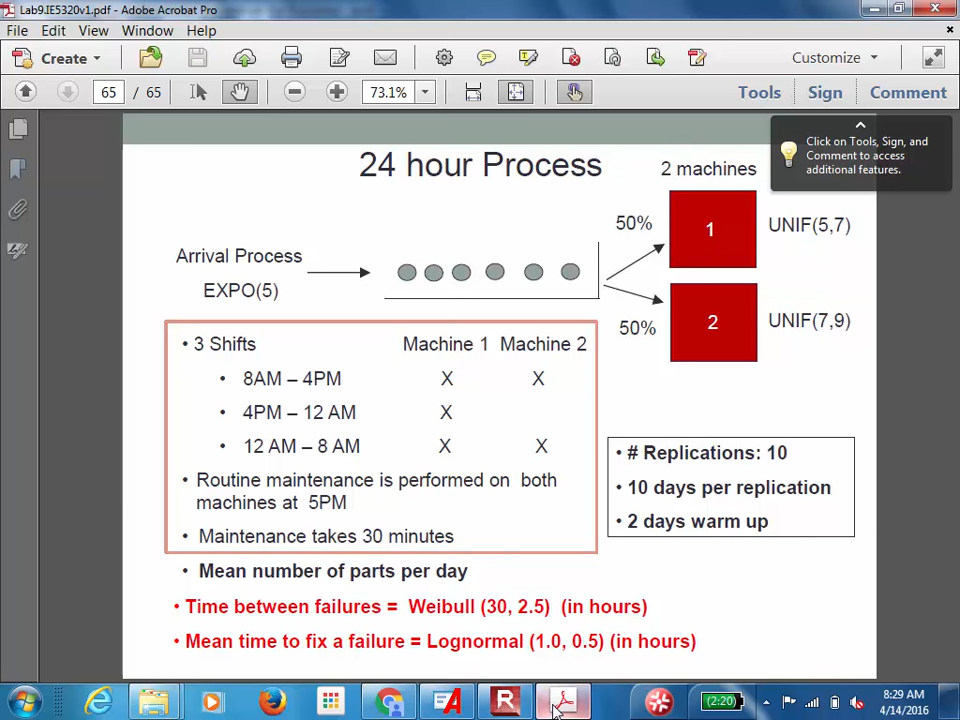 Lab9.IE5320v1.pdf - Adobe Acrobat Pro
File Edit View Window Help
Create
Customize
65 / 65
73.1%
Tools Sign Comment
Click on Tools, Sign, and
Comment to access
additional features.
24 hour Process
2 machines
50%
1
UNIF(5,7)
Arrival Process
EXPO(5)
50%
2
UNIF(7,9)
• 3 Shifts Machine 1 Machine 2
• 8AM – 4PM X X
• 4PM – 12 AM X
• 12 AM – 8 AM X X
• Routine maintenance is performed on both
machines at 5PM
• Maintenance takes 30 minutes
• # Replications: 10
• 10 days per replication
• 2 days warm up
• Mean number of parts per day
• Time between failures = Weibull (30, 2.5) (in hours)
• Mean time to fix a failure = Lognormal (1.0, 0.5) (in hours)
(2:20)
8:29 AM
4/14/2016